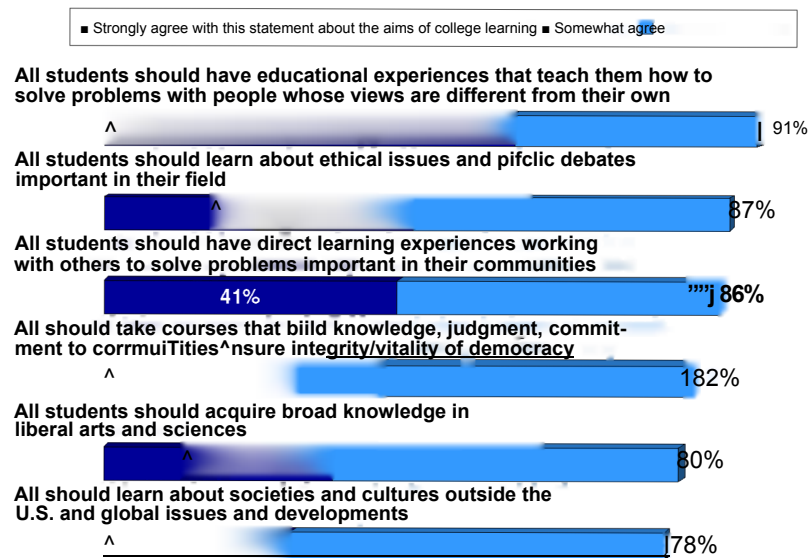 ■ Strongly agree with this statement about the aims of college learning ■ Somewhat agree
All students should have educational experiences that teach them how to
solve problems with people whose views are different from their own
^
| 91%
All students should learn about ethical issues and pifclic debates
important in their field
^
87%
All students should have direct learning experiences working
with others to solve problems important in their communities
41%
””j 86%
All should take courses that biild knowledge, judgment, commit-
ment to corrmuiTities^nsure integrity/vitality of democracy
^
182%
All students should acquire broad knowledge in
liberal arts and sciences
^
80%
All should learn about societies and cultures outside the
U.S. and global issues and developments
^
j78%